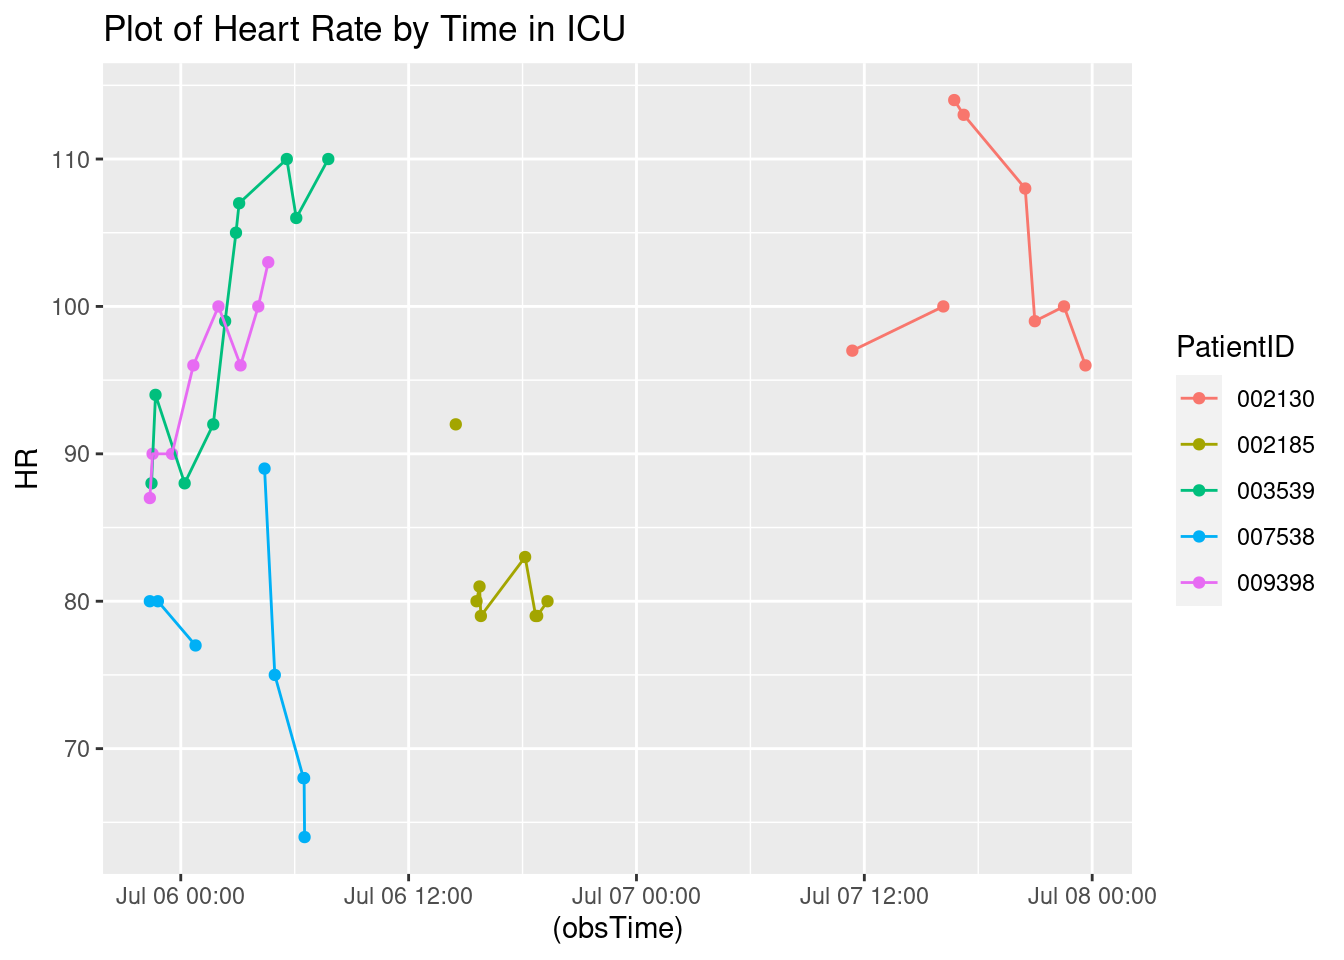 Plot of Heart Rate by Time in ICU
HR
110
100
90
80
70
Jul 06 00:00 Jul 06 12:00 Jul 07 00:00 Jul 07 12:00 Jul 08 00:00
(obsTime)
PatientID
002130
002185
003539
007538
009398